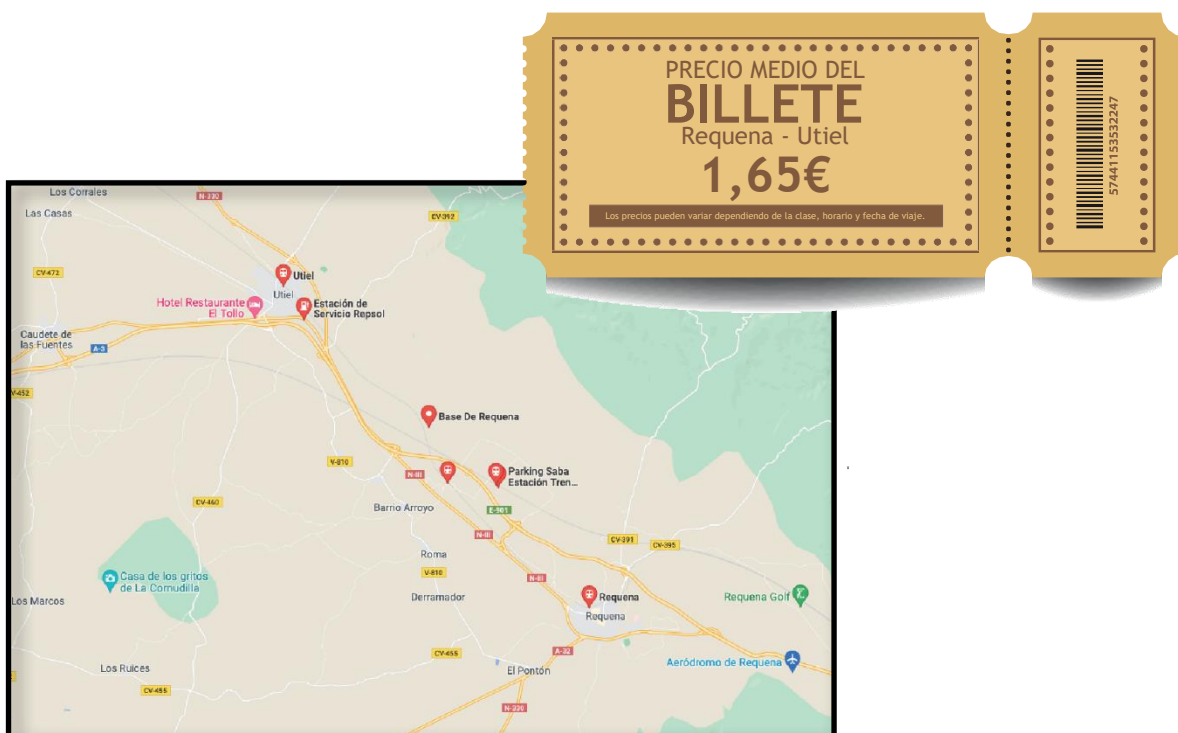 PRECIO MEDIO DEL
BILLETE
Requena - Utiel
1,65€
Los precios pueden variar dependiendo de la clase, horario y fecha de viaje.
57441153532247
Los Corrales
N-330
Las Casas
CV-392
CV-472
Utiel
Utiel
Hotel Restaurante
El Tollo
Estación de
Servicio Repsol
Caudete de
las Fuentes
A-3
V-452
Base De Requena
V-810
N-III
Parking Saba
Estación Tren...
CV-460
Barrio Arroyo
E-901
N-III
CV-391
CV-395
Roma
V-810
N-III
Casa de los gritos
de La Cornudilla
Los Marcos
Derramador
Requena
Requena
Requena Golf
CV-455
A-32
El Pontón
Aeródromo de Requena
Los Ruices
CV-455
N-330